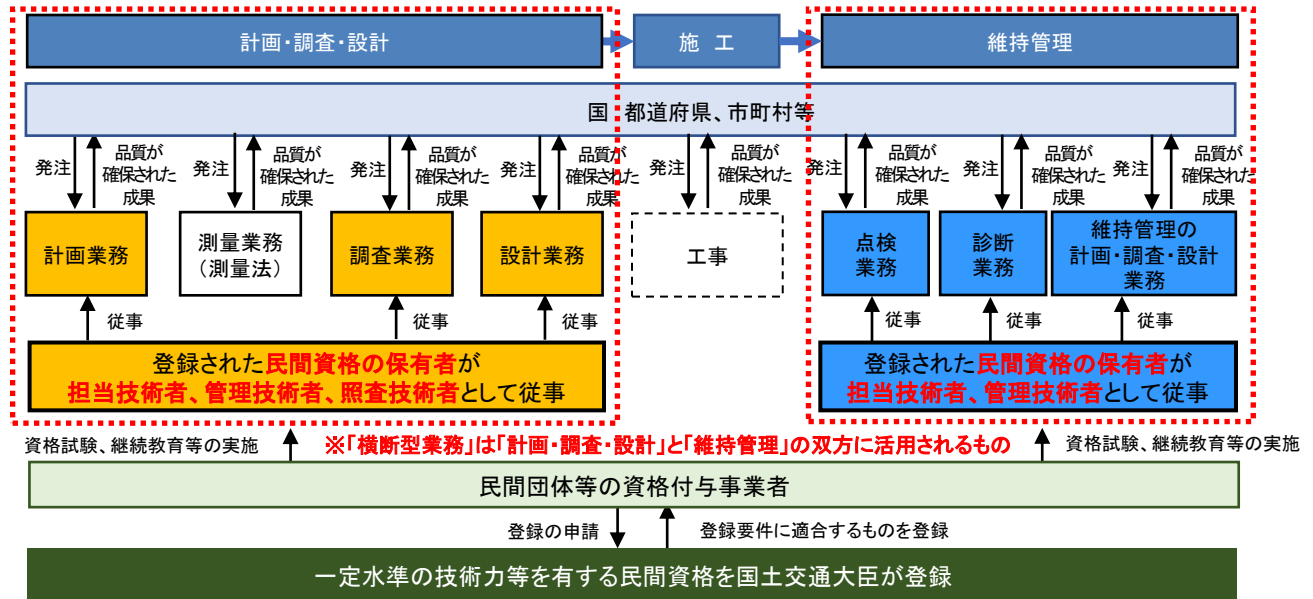 計画・調査・設計
施 工
維持管理
国 都道府県、市町村等
発注
品質が
確保された
成果
発注
品質が
確保された
成果
発注
品質が
確保された
成果
発注
品質が
確保された
成果
発注
品質が
確保された
成果
発注
品質が
確保された
成果
発注
品質が
確保された
成果
発注
品質が
確保された
成果
計画業務
測量業務
(測量法)
調査業務
設計業務
工事
点検
業務
診断
業務
維持管理の
計画・調査・設計
業務
従事
従事
従事
従事
従事
従事
登録された民間資格の保有者が
担当技術者、管理技術者、照査技術者として従事
登録された民間資格の保有者が
担当技術者、管理技術者として従事
資格試験、継続教育等の実施
※「横断型業務」は「計画・調査・設計」と「維持管理」の双方に活用されるもの
資格試験、継続教育等の実施
民間団体等の資格付与事業者
登録の申請
登録要件に適合するものを登録
一定水準の技術力等を有する民間資格を国土交通大臣が登録